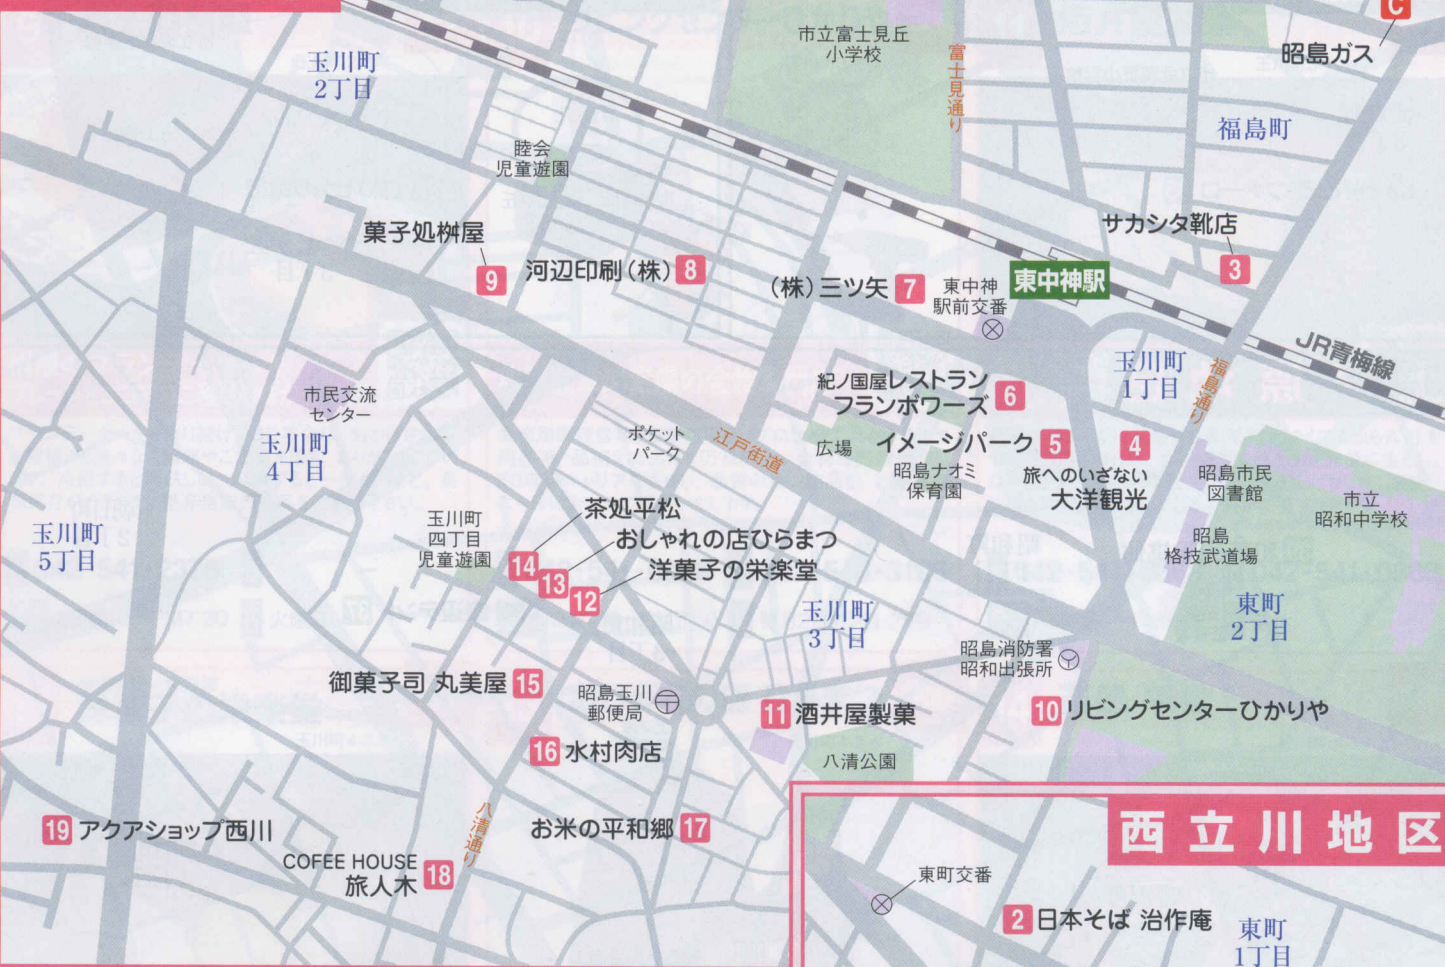 C
昭島ガス
市立富士見丘
小学校
富士見通り
玉川町
2丁目
福島町
睦会
児童遊園
菓子処桝屋
9
河辺印刷(株) 8
サカシタ靴店
3
(株)三ツ矢 7
東中神
駅前交番
東中神駅
JR青梅線
玉川町
1丁目
福島通り
紀ノ国屋レストラン
フランボワーズ 6
市民交流
センター
玉川町
4丁目
ポケット
パーク
江戸街道
広場
イメージパーク 5
4
旅へのいざない
大洋観光
昭島ナオミ
保育園
昭島市民
図書館
市立
昭和中学校
昭島
格技武道場
玉川町
5丁目
玉川町
四丁目
児童遊園
茶処平松
14
おしゃれの店ひらまつ
13
洋菓子の栄楽堂
12
玉川町
3丁目
東町
2丁目
昭島消防署
昭和出張所
御菓子司 丸美屋 15
昭島玉川
郵便局
11 酒井屋製菓
10 リビングセンターひかりや
16 水村肉店
八清公園
19 アクアショップ西川
八清通り
お米の平和郷 17
COFEE HOUSE
旅人木 18
西立川地区
東町交番
2 日本そば 治作庵
東町
1丁目